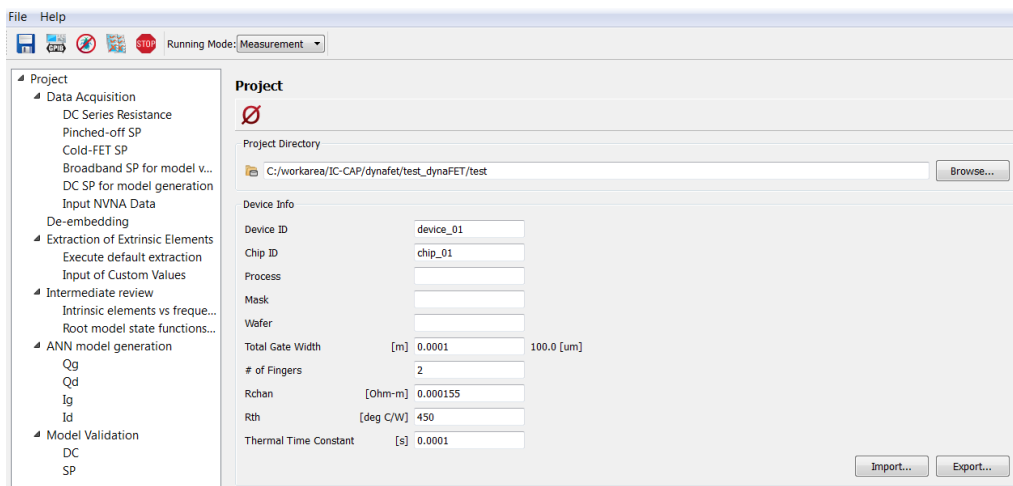 File Help
GPIB STOP Running Mode: Measurement
Project
Data Acquisition
DC Series Resistance
Pinched-off SP
Cold-FET SP
Broadband SP for model v...
DC SP for model generation
Input NVNA Data
De-embedding
Extraction of Extrinsic Elements
Execute default extraction
Input of Custom Values
Intermediate review
Intrinsic elements vs freque...
Root model state functions...
ANN model generation
Qg
Qd
Ig
Id
Model Validation
DC
SP
Project
Project Directory
C:/workarea/IC-CAP/dynafet/test_dynaFET/test Browse...
Device Info
Device ID device_01
Chip ID chip_01
Process
Mask
Wafer
Total Gate Width [m] 0.0001 100.0 [um]
# of Fingers 2
Rchan [Ohm-m] 0.000155
Rth [deg C/W] 450
Thermal Time Constant [s] 0.0001
Import... Export...